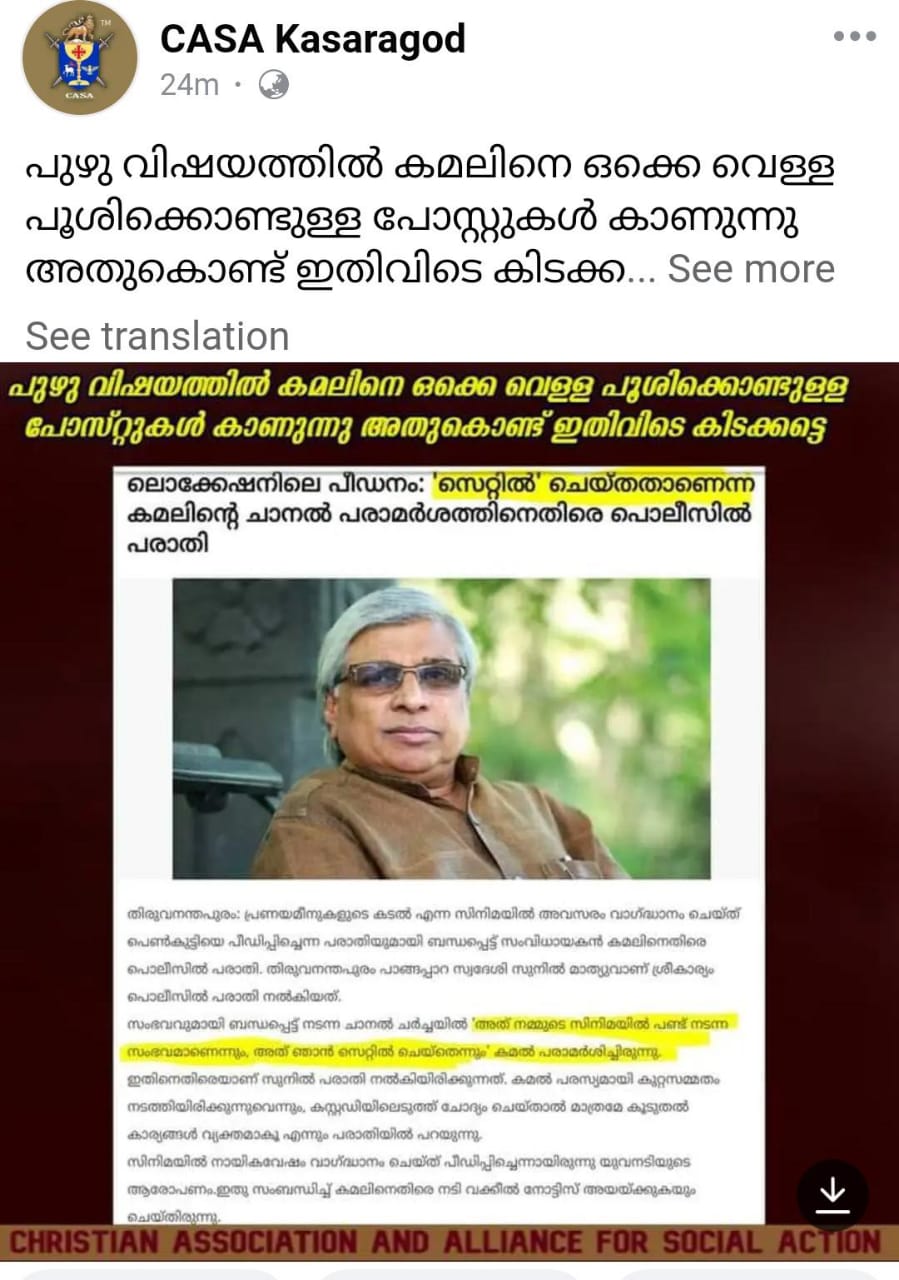 CASA Kasaragod
24m
പുഴു വിഷയത്തിൽ കമലിനെ ഒക്കെ വെള്ള
പൂശിക്കൊണ്ടുള്ള പോസ്റ്റുകൾ കാണുന്നു
അതുകൊണ്ട് ഇതിവിടെ കിടക്ക... See more
See translation
പുഴു വിഷയത്തിൽ കമലിനെ ഒക്കെ വെള്ള പൂശിക്കൊണ്ടുള്ള
പോസ്റ്റുകൾ കാണുന്നു അതുകൊണ്ട് ഇതിവിടെ കിടക്കട്ടെ
ലൊക്കേഷനിലെ പീഡനം: 'സെറ്റിൽ' ചെയ്തതാണെന്ന
കമലിന്റെ ചാനൽ പരാമർശത്തിനെതിരെ പൊലീസിൽ
പരാതി
തിരുവനന്തപുരം: പ്രണയമീനുകളുടെ കടൽ എന്ന സിനിമയിൽ അവസരം വാഗ്ദാനം ചെയ്ത്
പെൺകുട്ടിയെ പീഡിപ്പിച്ചെന്ന പരാതിയുമായി ബന്ധപ്പെട്ട് സംവിധായകൻ കമലിനെതിരെ
പൊലീസിൽ പരാതി. തിരുവനന്തപുരം പാങ്ങപ്പാറ സ്വദേശി സുനിൽ മാത്യുവാണ് ശ്രീകാര്യം
പൊലീസിൽ പരാതി നൽകിയത്.
സംഭവവുമായി ബന്ധപ്പെട്ട് നടന്ന ചാനൽ ചർച്ചയിൽ 'അത് നമ്മുടെ സിനിമയിൽ പണ്ട് നടന്ന
സംഭവമാണെന്നും, അത് ഞാൻ സെറ്റിൽ ചെയ്തെന്നും' കമൽ പരാമർശിച്ചിരുന്നു.
ഇതിനെതിരെയാണ് സുനിൽ പരാതി നൽകിയിരിക്കുന്നത്. കമൽ പരസ്യമായി കുറ്റസമ്മതം
നടത്തിയിരിക്കുന്നുവെന്നും, കസ്റ്റഡിയിലെടുത്ത് ചോദ്യം ചെയ്താൽ മാത്രമേ കൂടുതൽ
കാര്യങ്ങൾ വ്യക്തമാകൂ എന്നും പരാതിയിൽ പറയുന്നു.
സിനിമയിൽ നായികവേഷം വാഗ്ദാനം ചെയ്ത് പീഡിപ്പിച്ചെന്നായിരുന്നു യുവനടിയുടെ
ആരോപണം.ഇതു സംബന്ധിച്ച് കമലിനെതിരെ നടി വക്കീൽ നോട്ടിസ് അയയ്ക്കുകയും
ചെയ്തിരുന്നു.
CHRISTIAN ASSOCIATION AND ALLIANCE FOR SOCIAL ACTION